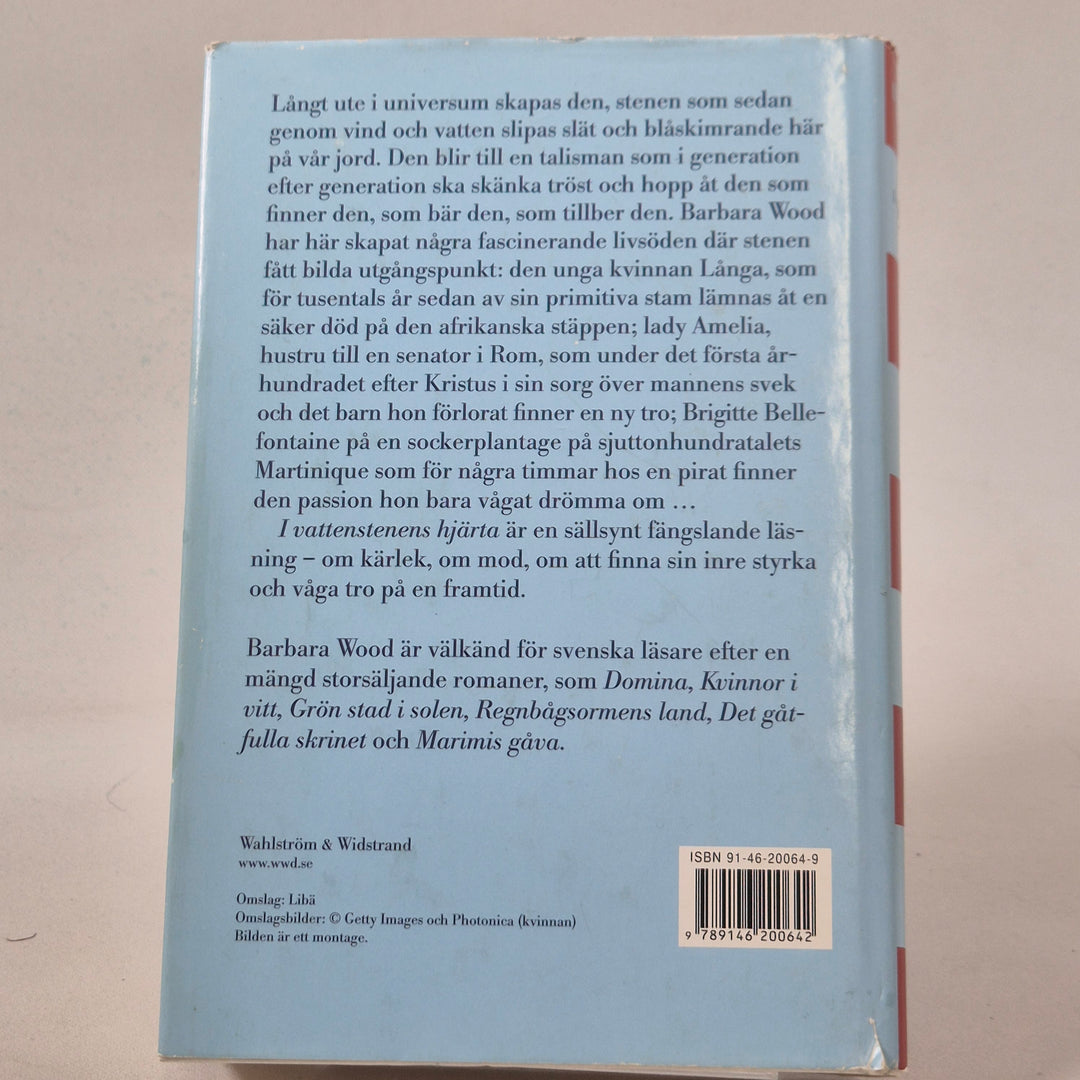 Långt ute i universum skapas den, stenen som sedan
genom vind och vatten slipas slät och blåskimrande här
på vår jord. Den blir till en talisman som i generation
efter generation ska skänka tröst och hopp åt den som
finner den, som bär den, som tillber den. Barbara Wood
har här skapat några fascinerande livsöden där stenen
fått bilda utgångspunkt: den unga kvinnan Långa, som
för tusentals år sedan av sin primitiva stam lämnas åt en
säker död på den afrikanska stäppen; lady Amelia,
hustru till en senator i Rom, som under det första år-
hundradet efter Kristus i sin sorg över mannens svek
och det barn hon förlorat finner en ny tro; Brigitte Belle-
fontaine på en sockerplantage på sjuttonhundratalets
Martinique som för några timmar hos en pirat finner
den passion hon bara vågat drömma om …
I vattenstenens hjärta är en sällsynt fängslande läs-
ning – om kärlek, om mod, om att finna sin inre styrka
och våga tro på en framtid.
Barbara Wood är välkänd för svenska läsare efter en
mängd storsäljande romaner, som Domina, Kvinnor i
vitt, Grön stad i solen, Regnbågsormens land, Det gåt-
fulla skrinet och Marimis gåva.
Wahlström & Widstrand
www.wwd.se
Omslag: Libä
Omslagsbilder: © Getty Images och Photonica (kvinnan)
Bilden är ett montage.
ISBN 91-46-20064-9
9 789146 200642